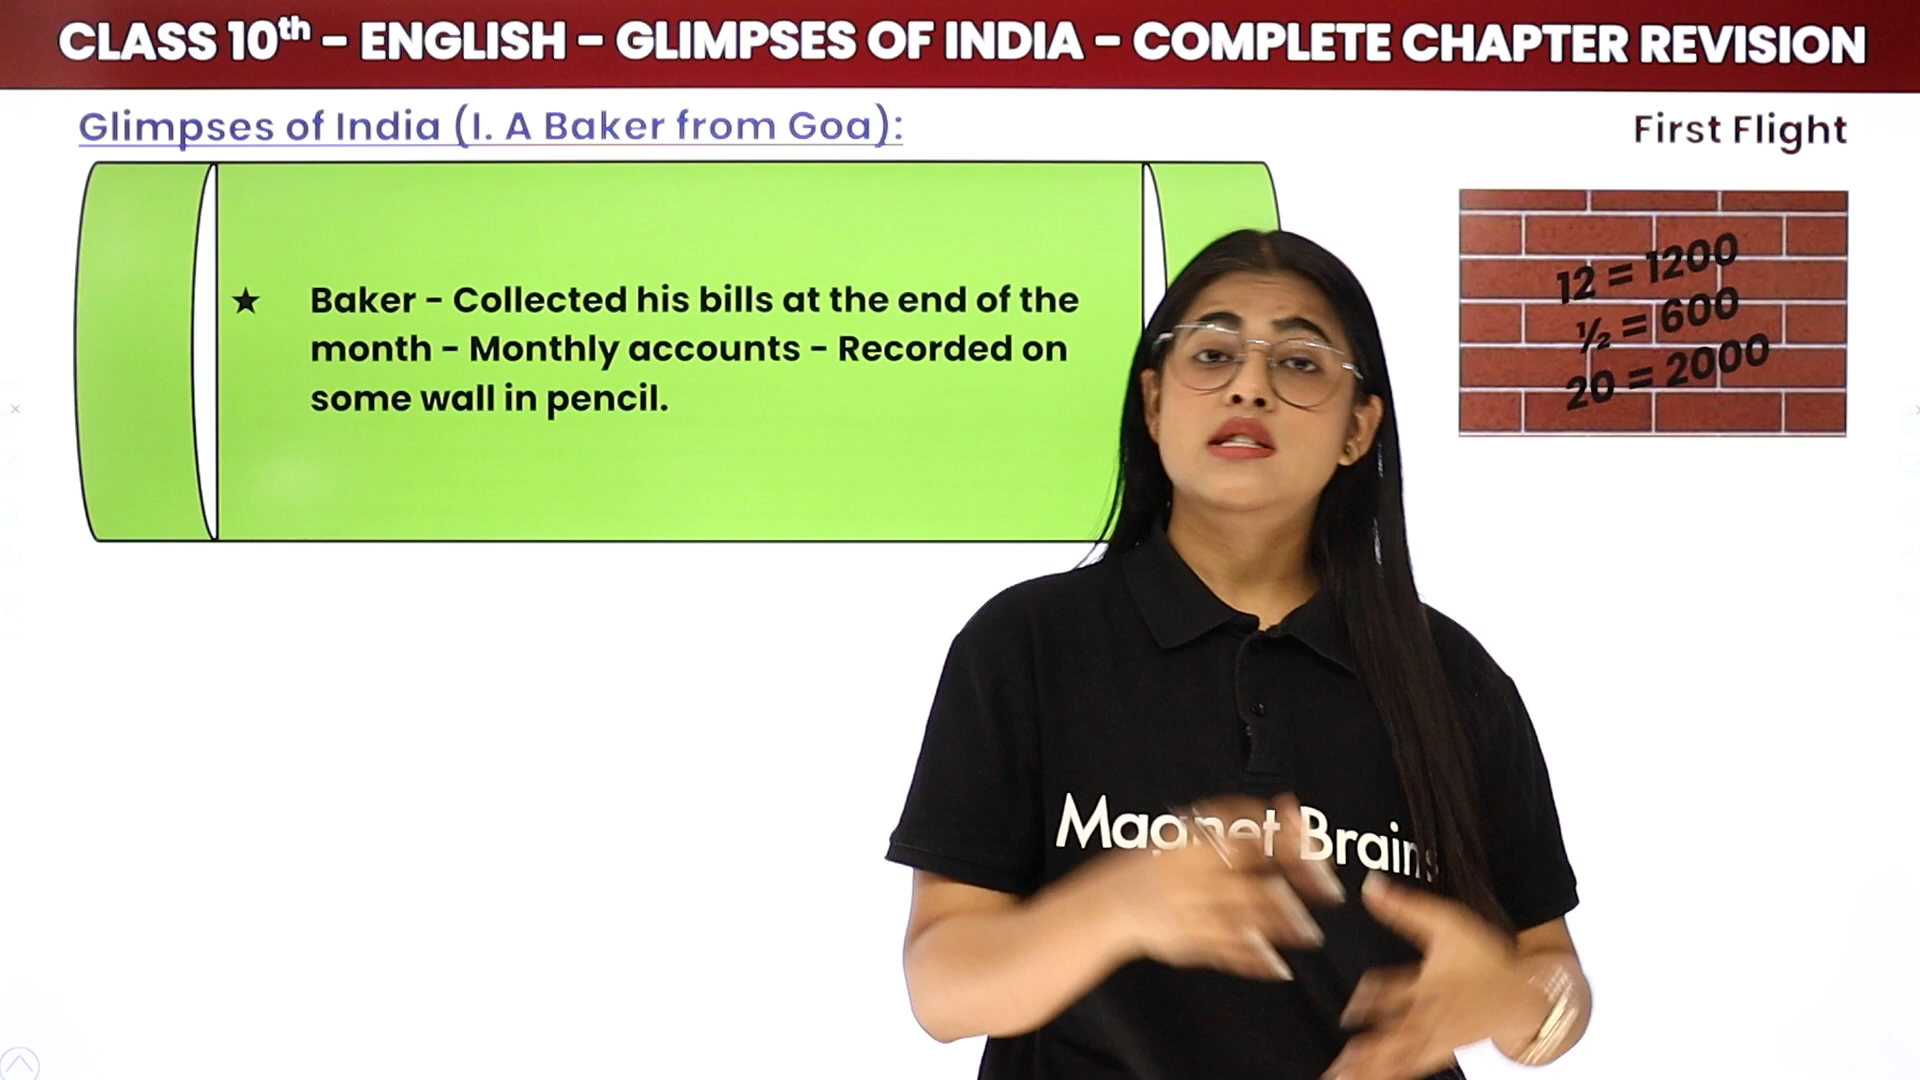 CLASS 10th - ENGLISH - GLIMPSES OF INDIA - COMPLETE CHAPTER REVISION
Glimpses of India (I. A Baker from Goa):
First Flight
★ Baker - Collected his bills at the end of the
month - Monthly accounts - Recorded on
some wall in pencil.
12 = 1200
½ = 600
20 = 2000
Magnet Brains